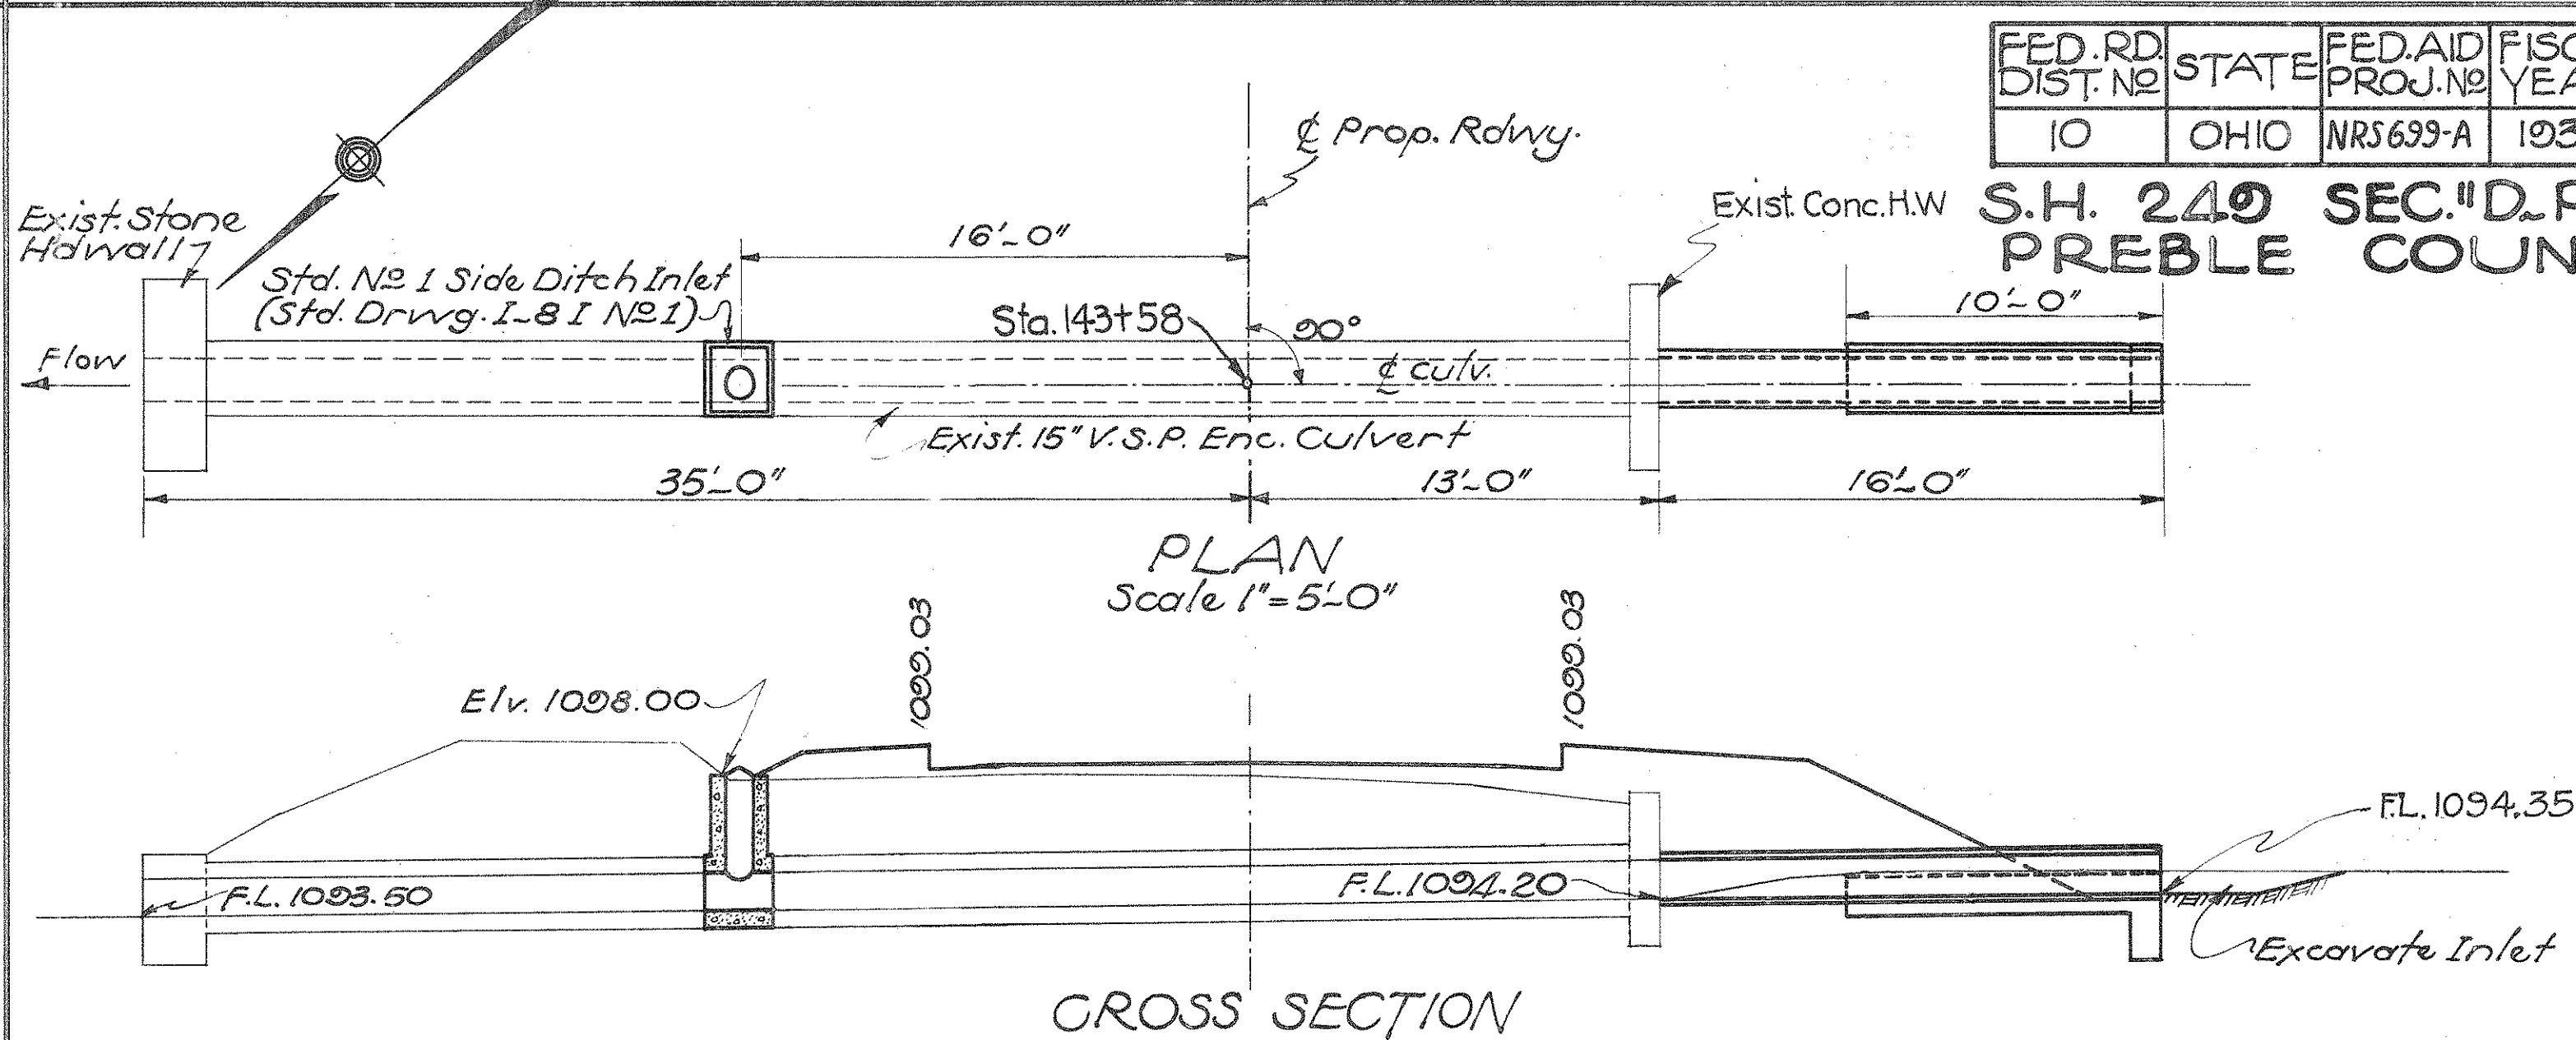 FED. RD. DIST. Nº
STATE
FED. AID PROJ. Nº
10
OHIO
NRS699-A
S.H. 249 SEC. "D-
PREBLE
Exist. Stone
Hdwall
Std. Nº 1 Side Ditch Inlet
(Std. Drwg. I-8 I Nº 1)
Flow
16'-0"
℄ Prop. Rdwy.
Exist. Conc. H.W
10'-0"
Sta. 143+58
90°
℄ culv.
Exist. 15" V.S.P. Enc. Culvert
35'-0"
13'-0"
16'-0"
PLAN
Scale 1"=5'-0"
1099.03
1099.03
Elv. 1098.00
F.L. 1093.50
F.L. 1094.20
F.L. 1094.35
Excavate Inlet
CROSS SECTION